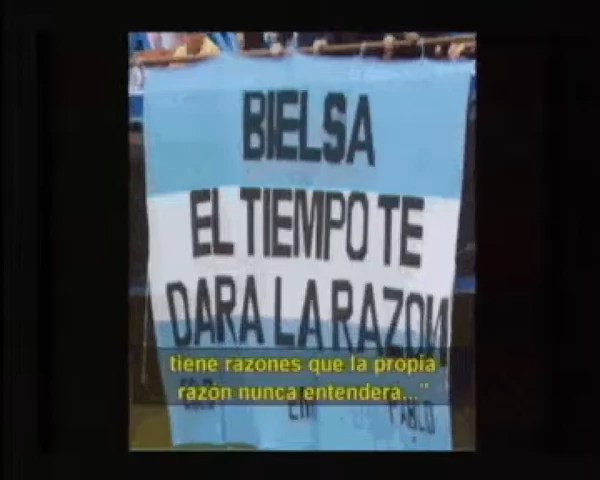 BIELSA
EL TIEMPO TE
DARA LA RAZON
tiene razones que la propia
razón nunca entenderá..."
PABLO